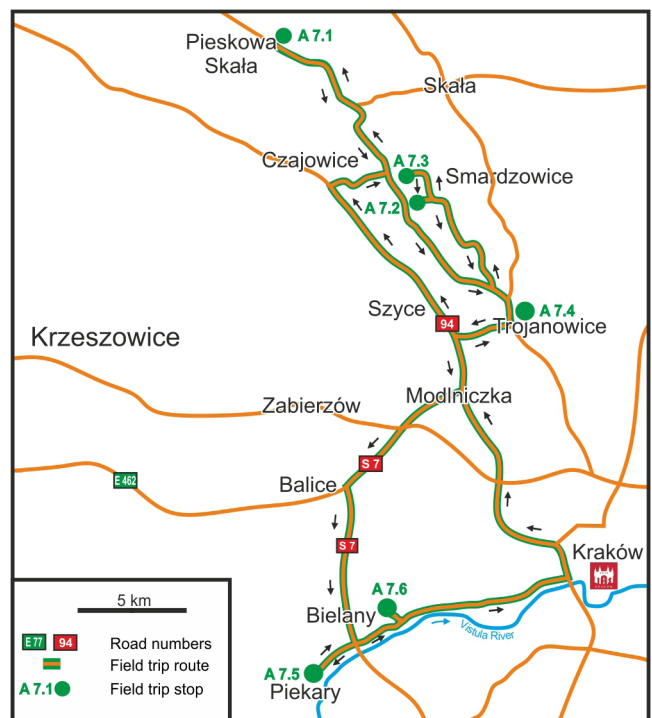 Pieskowa
Skała
A 7.1
Skała
Czajowice
A 7.3
Smardzowice
A 7.2
Szyce
94
A 7.4
Trojanowice
Krzeszowice
Modlniczka
Zabierzów
S 7
E 462
Balice
S 7
Kraków
A 7.6
Bielany
Vistula River
A 7.5
Piekary
5 km
E 77 94 Road numbers
Field trip route
A 7.1 Field trip stop